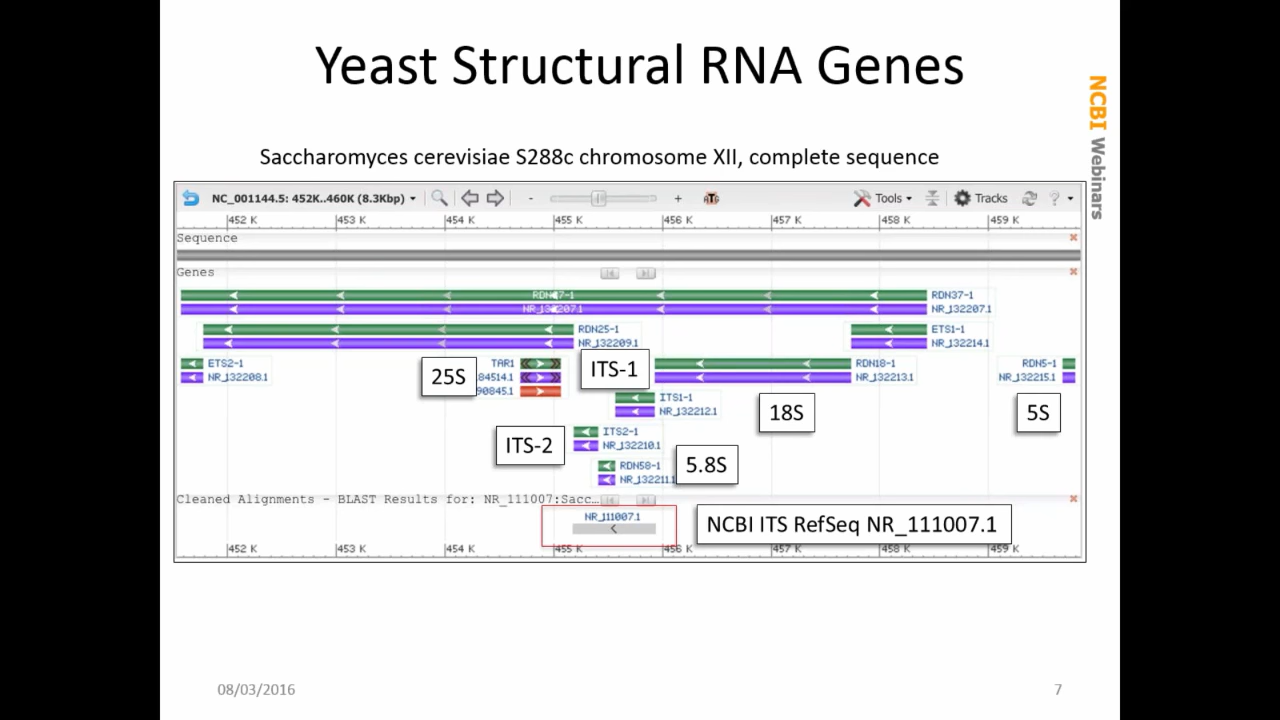 Yeast Structural RNA Genes
NCBI Webinars
Saccharomyces cerevisiae S288c chromosome XII, complete sequence
NC_001144.5: 452K..460K (8.3Kbp)
- + ATG Tools Tracks ?
452 K 453 K 454 K 455 K 456 K 457 K 458 K 459 K
Sequence
Genes
RDN37-1 RDN37-1
NR_132207.1 NR_132207.1
RDN25-1 ETS1-1
NR_132209.1 NR_132214.1
ETS2-1 TAR1 RDN18-1 RDN5-1
NR_132208.1 84514.1 NR_132213.1 NR_132215.1
90845.1
25S ITS-1
ITS1-1
NR_132212.1
18S 5S
ITS2-1
NR_132210.1
ITS-2
RDN58-1
NR_132211.1
5.8S
Cleaned Alignments - BLAST Results for: NR_111007:Sacc...
NR_111007.1
NCBI ITS RefSeq NR_111007.1
452 K 453 K 454 K 455 K 456 K 457 K 458 K 459 K
08/03/2016 7